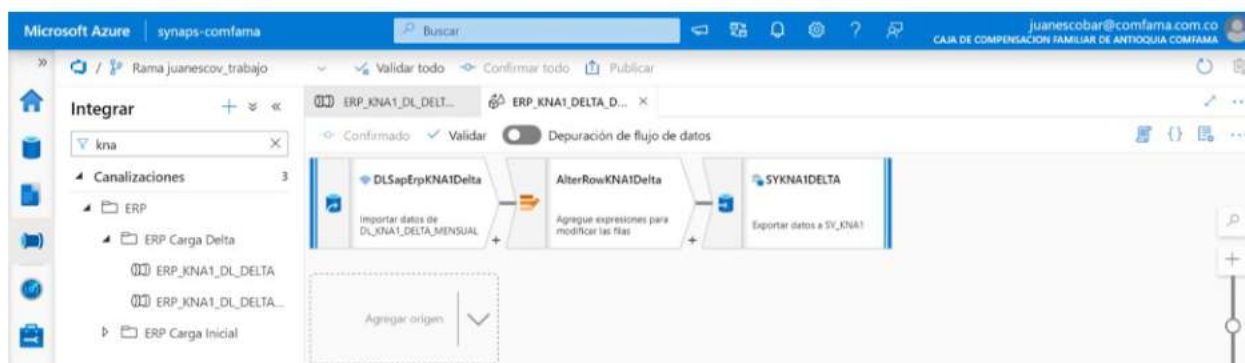 Microsoft Azure | synaps-comfama
Buscar
juanescobar@comfama.com.co
CAJA DE COMPENSACION FAMILIAR DE ANTIOQUIA COMFAMA
/ Rama juanescov_trabajo
Validar todo
Confirmar todo
Publicar
Integrar
kna
Canalizaciones 3
ERP
ERP Carga Delta
ERP_KNA1_DL_DELTA
ERP_KNA1_DL_DELTA...
ERP Carga Inicial
ERP_KNA1_DL_DELT...
ERP_KNA1_DELTA_D...
Confirmado
Validar
Depuración de flujo de datos
DLSapErpKNA1Delta
Importar datos de
DL_KNA1_DELTA_MENSUAL
AlterRowKNA1Delta
Agregue expresiones para
modificar las filas
SYKNA1DELTA
Exportar datos a SV_KNA1
Agregar origen